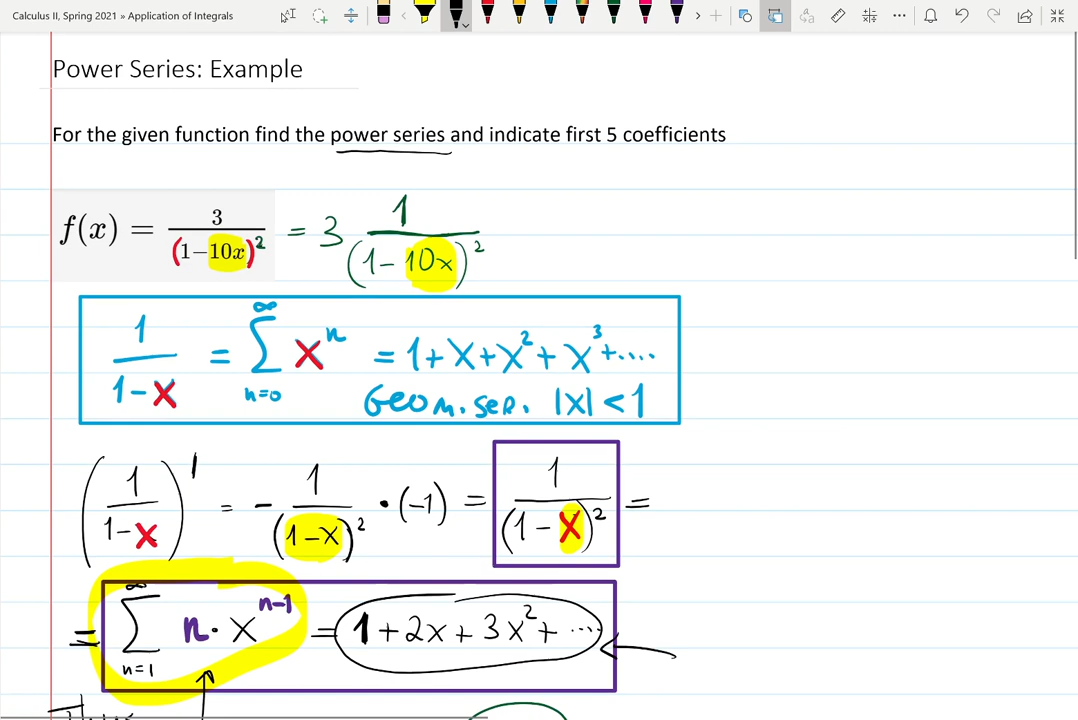 Calculus II, Spring 2021 » Application of Integrals
Power Series: Example
For the given function find the power series and indicate first 5 coefficients
f(x) = 3/(1−10x)² = 3 1/(1−10x)²
1/(1−x) = ∑_{n=0}^{∞} xⁿ = 1+x+x²+x³+....
Geom. ser. |x|<1
(1/(1−x))' = −1/(1−x)² · (−1) = 1/(1−x)² =
= ∑_{n=1}^{∞} n·x^{n−1} = 1+2x+3x²+...